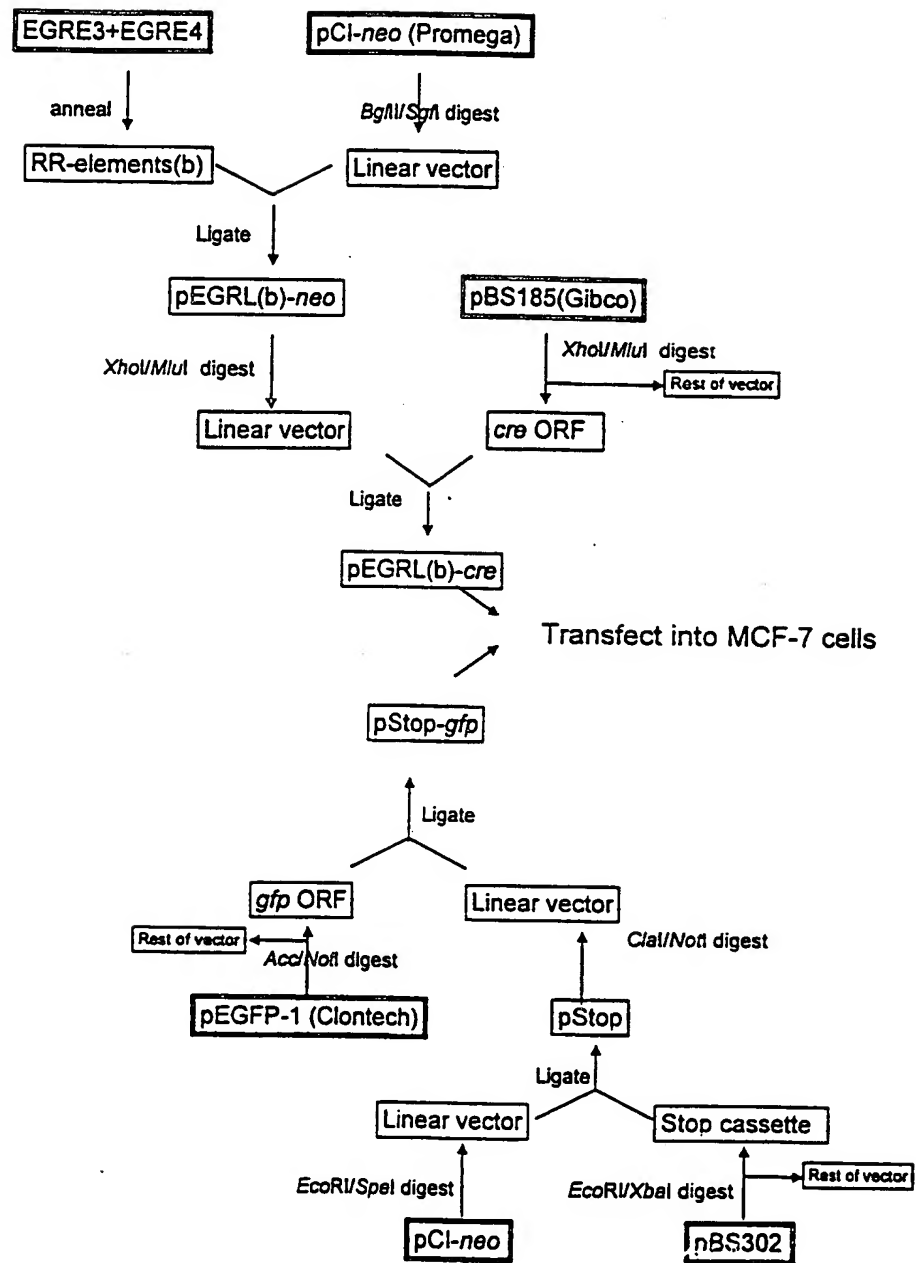 EGRE3+EGRE4
pCI-neo (Promega)
anneal
BglII/SgfI digest
RR-elements(b)
Linear vector
Ligate
pEGRL(b)-neo
pBS185(Gibco)
XhoI/MluI digest
XhoI/MluI digest
Rest of vector
Linear vector
cre ORF
Ligate
pEGRL(b)-cre
Transfect into MCF-7 cells
pStop-gfp
Ligate
gfp ORF
Linear vector
Rest of vector
AccI/NotI digest
ClaI/NotI digest
pEGFP-1 (Clontech)
pStop
Ligate
Linear vector
Stop cassette
EcoRI/SpeI digest
EcoRI/XbaI digest
Rest of vector
pCI-neo
pBS302